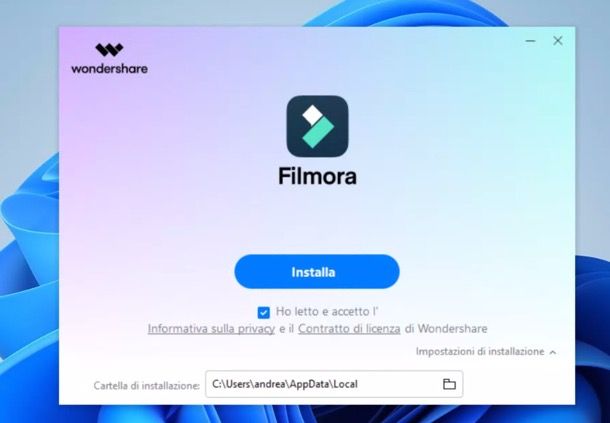 wondershare
Filmora
Installa
Ho letto e accetto l'
Informativa sulla privacy e il Contratto di licenza di Wondershare
Impostazioni di installazione
Cartella di installazione: C:\Users\andrea\AppData\Local